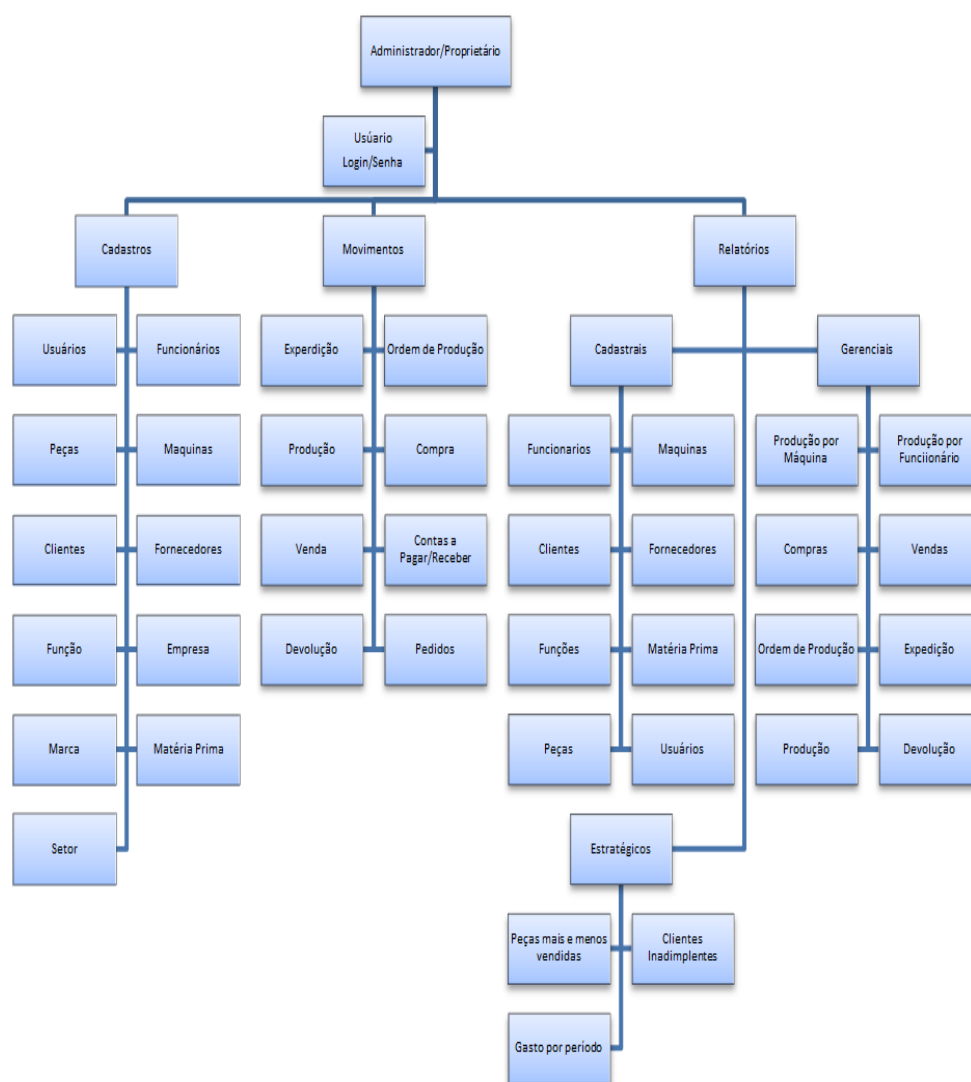 Administrador/Proprietário
Usúario
Login/Senha
Cadastros
Movimentos
Relatórios
Usuários
Funcionários
Experdição
Ordem de Produção
Cadastrais
Gerenciais
Peças
Maquinas
Produção
Compra
Funcionarios
Maquinas
Produção por
Máquina
Produção por
Funciionário
Clientes
Fornecedores
Venda
Contas a
Pagar/Receber
Clientes
Fornecedores
Compras
Vendas
Função
Empresa
Devolução
Pedidos
Funções
Matéria Prima
Ordem de Produção
Expedição
Marca
Matéria Prima
Peças
Usuários
Produção
Devolução
Setor
Estratégicos
Peças mais e menos
vendidas
Clientes
Inadimplentes
Gasto por período